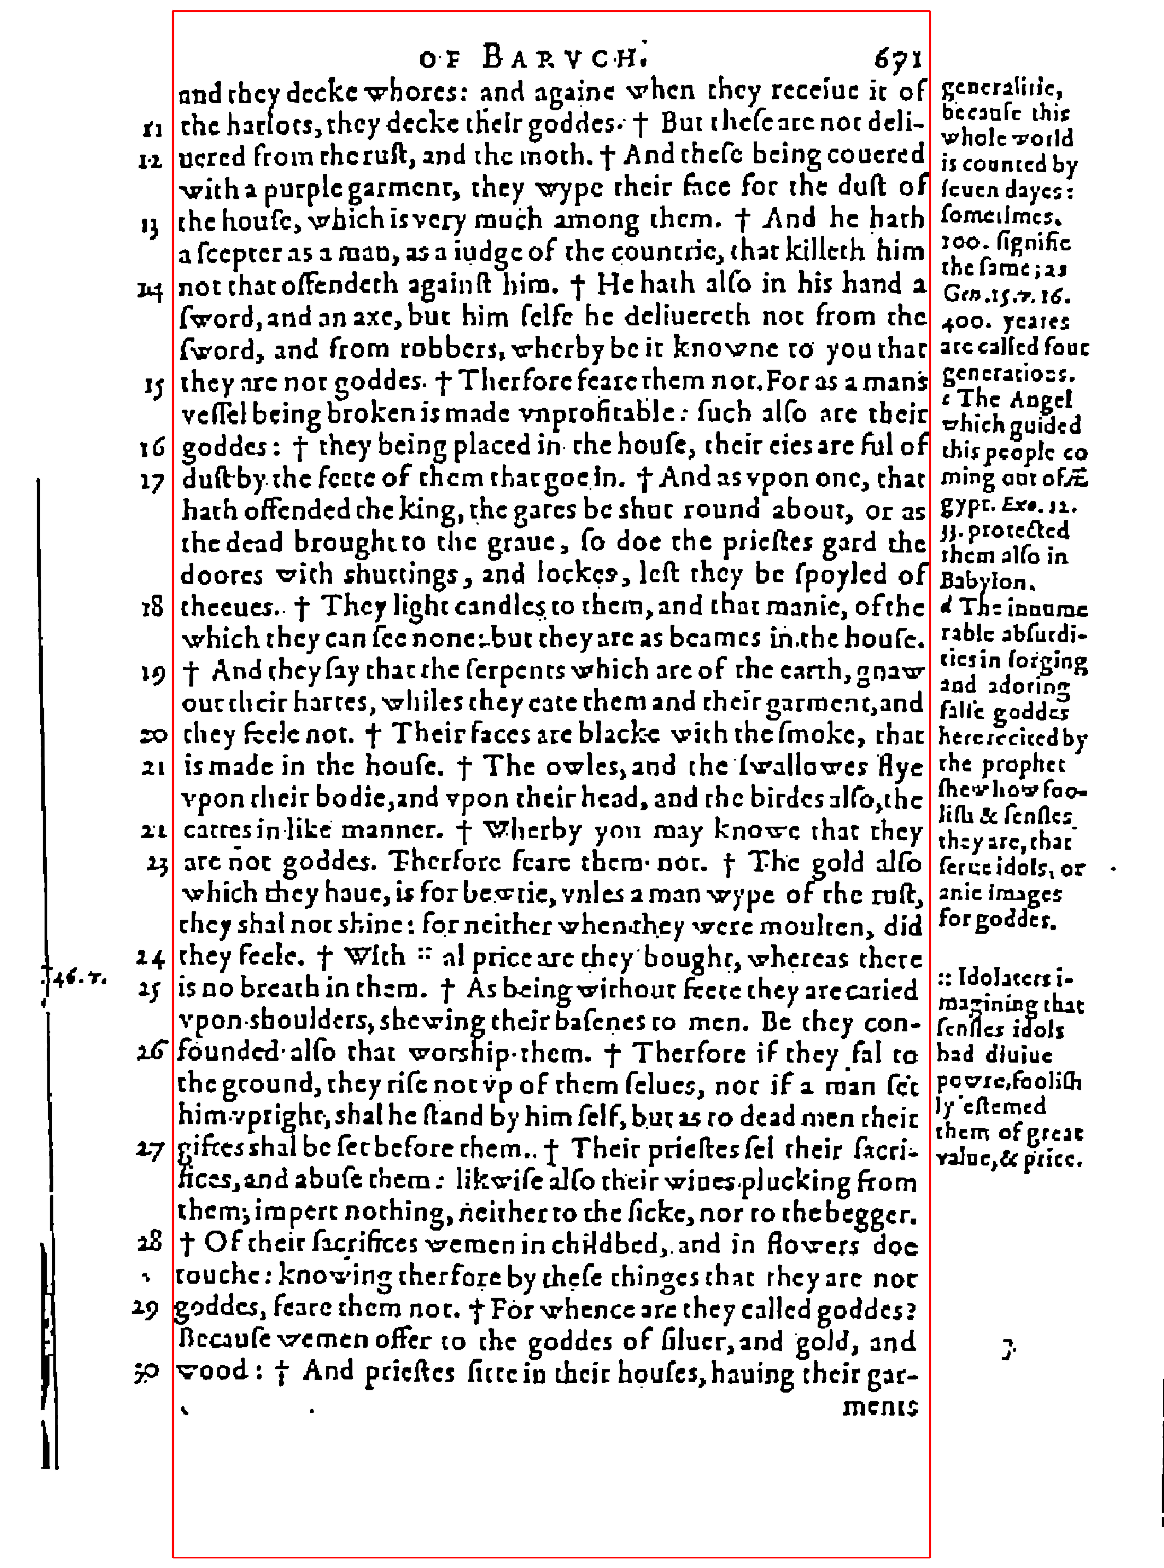 OF BARVCH. 671
and they decke whores: and againe when they receiue it of
11 the harlots, they decke their goddes. † But these are not deli-
12 uered from the rust, and the moth. † And these being couered
with a purple garment, they wype their face for the dust of
13 the house, which is very much among them. † And he hath
a scepter as a man, as a iudge of the countrie, that killeth him
14 not that offendeth against him. † He hath also in his hand a
sword, and an axe, but him selfe he deliuereth not from the
sword, and from robbers, wherby be it knowne to you that
15 they are not goddes. † Therfore feare them not. For as a mans
vessel being broken is made vnprofitable: such also are their
16 goddes: † they being placed in the house, their eies are ful of
17 dust by the feete of them that goe in. † And as vpon one, that
hath offended the king, the gates be shut round about, or as
the dead brought to the graue, so doe the priestes gard the
doores with shuttings, and lockes, lest they be spoyled of
18 theeues. † They light candles to them, and that manie, of the
which they can see none: but they are as beames in the house.
19 † And they say that the serpents which are of the earth, gnaw
out their hartes, whiles they eate them and their garment, and
20 they feele not. † Their faces are blacke with the smoke, that
21 is made in the house. † The owles, and the swallowes flye
vpon their bodie, and vpon their head, and the birdes also, the
22 cattes in like manner. † Wherby you may knowe that they
23 are not goddes. Therfore feare them not. † The gold also
which they haue, is for bewtie, vnles a man wype of the rust,
they shal not shine: for neither when they were moulten, did
24 they feele. † With :: al price are they bought, whereas there
25 is no breath in them. † As being without feete they are caried
vpon shoulders, shewing their basenes to men. Be they con-
26 founded also that worship them. † Therfore if they fal to
the ground, they rise not vp of them selues, nor if a man set
him vpright, shal he stand by him self, but as to dead men their
27 giftes shal be set before them. † Their priestes sel their sacri-
fices, and abuse them: likwise also their wiues plucking from
them, impert nothing, neither to the sicke, nor to the begger.
28 † Of their sacrifices wemen in childbed, and in flowers doe
touche: knowing therfore by these thinges that they are not
29 goddes, feare them not. † For whence are they called goddes?
Because wemen offer to the goddes of siluer, and gold, and
30 wood: † And priestes sitte in their houses, hauing their gar-
ments
generalitie,
because this
whole world
is counted by
seuen dayes:
sometimes.
100. signifie
the same; as
Gen. 15. v. 16.
400. yeares
are called four
generations.
c The Angel
which guided
this people co
ming out of Æ
gypt. Exo. 12.
33. protected
them also in
Babylon.
d The innume
rable absurdi-
ties in forging
and adoring
false goddes
here recited by
the prophet
shew how foo-
lish & sensles
they are, that
serue idols, or
anie images
for goddes.
:: Idolaters i-
magining that
sensles idols
had diuine
powre, foolish
ly estemed
them of great
value, & price.
46. v.